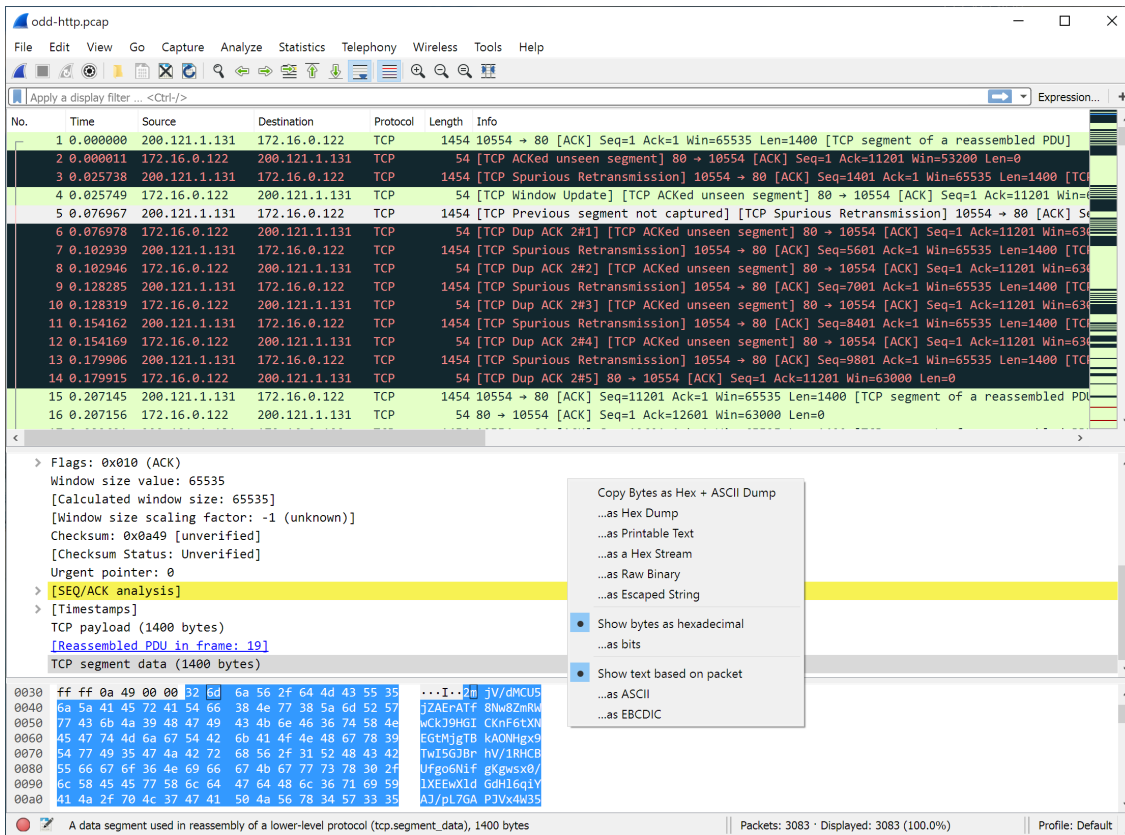 odd-http.pcap
File Edit View Go Capture Analyze Statistics Telephony Wireless Tools Help
Apply a display filter ... <Ctrl-/> Expression... +
No. Time Source Destination Protocol Length Info
1 0.000000 200.121.1.131 172.16.0.122 TCP 1454 10554 → 80 [ACK] Seq=1 Ack=1 Win=65535 Len=1400 [TCP segment of a reassembled PDU]
2 0.000011 172.16.0.122 200.121.1.131 TCP 54 [TCP ACKed unseen segment] 80 → 10554 [ACK] Seq=1 Ack=11201 Win=53200 Len=0
3 0.025738 200.121.1.131 172.16.0.122 TCP 1454 [TCP Spurious Retransmission] 10554 → 80 [ACK] Seq=1401 Ack=1 Win=65535 Len=1400 [TCP
4 0.025749 172.16.0.122 200.121.1.131 TCP 54 [TCP Window Update] [TCP ACKed unseen segment] 80 → 10554 [ACK] Seq=1 Ack=11201 Win=6
5 0.076967 200.121.1.131 172.16.0.122 TCP 1454 [TCP Previous segment not captured] [TCP Spurious Retransmission] 10554 → 80 [ACK] Se
6 0.076978 172.16.0.122 200.121.1.131 TCP 54 [TCP Dup ACK 2#1] [TCP ACKed unseen segment] 80 → 10554 [ACK] Seq=1 Ack=11201 Win=630
7 0.102939 200.121.1.131 172.16.0.122 TCP 1454 [TCP Spurious Retransmission] 10554 → 80 [ACK] Seq=5601 Ack=1 Win=65535 Len=1400 [TCP
8 0.102946 172.16.0.122 200.121.1.131 TCP 54 [TCP Dup ACK 2#2] [TCP ACKed unseen segment] 80 → 10554 [ACK] Seq=1 Ack=11201 Win=630
9 0.128285 200.121.1.131 172.16.0.122 TCP 1454 [TCP Spurious Retransmission] 10554 → 80 [ACK] Seq=7001 Ack=1 Win=65535 Len=1400 [TCP
10 0.128319 172.16.0.122 200.121.1.131 TCP 54 [TCP Dup ACK 2#3] [TCP ACKed unseen segment] 80 → 10554 [ACK] Seq=1 Ack=11201 Win=630
11 0.154162 200.121.1.131 172.16.0.122 TCP 1454 [TCP Spurious Retransmission] 10554 → 80 [ACK] Seq=8401 Ack=1 Win=65535 Len=1400 [TCP
12 0.154169 172.16.0.122 200.121.1.131 TCP 54 [TCP Dup ACK 2#4] [TCP ACKed unseen segment] 80 → 10554 [ACK] Seq=1 Ack=11201 Win=630
13 0.179906 200.121.1.131 172.16.0.122 TCP 1454 [TCP Spurious Retransmission] 10554 → 80 [ACK] Seq=9801 Ack=1 Win=65535 Len=1400 [TCP
14 0.179915 172.16.0.122 200.121.1.131 TCP 54 [TCP Dup ACK 2#5] 80 → 10554 [ACK] Seq=1 Ack=11201 Win=63000 Len=0
15 0.207145 200.121.1.131 172.16.0.122 TCP 1454 10554 → 80 [ACK] Seq=11201 Ack=1 Win=65535 Len=1400 [TCP segment of a reassembled PDU
16 0.207156 172.16.0.122 200.121.1.131 TCP 54 80 → 10554 [ACK] Seq=1 Ack=12601 Win=63000 Len=0
Flags: 0x010 (ACK)
Window size value: 65535
[Calculated window size: 65535]
[Window size scaling factor: -1 (unknown)]
Checksum: 0x0a49 [unverified]
[Checksum Status: Unverified]
Urgent pointer: 0
[SEQ/ACK analysis]
[Timestamps]
TCP payload (1400 bytes)
[Reassembled PDU in frame: 19]
TCP segment data (1400 bytes)
Copy Bytes as Hex + ASCII Dump
...as Hex Dump
...as Printable Text
...as a Hex Stream
...as Raw Binary
...as Escaped String
Show bytes as hexadecimal
...as bits
Show text based on packet
...as ASCII
...as EBCDIC
0030 ff ff 0a 49 00 00 32 6d 6a 56 2f 64 4d 43 55 35 ···I··2m jV/dMCU5
0040 6a 5a 41 45 72 41 54 66 38 4e 77 38 5a 6d 52 57 jZAErATf 8Nw8ZmRW
0050 77 43 6b 4a 39 48 47 49 43 4b 6e 46 36 74 58 4e wCkJ9HGI CKnF6tXN
0060 45 47 74 4d 6a 67 54 42 6b 41 4f 4e 48 67 78 39 EGtMjgTB kAONHgx9
0070 54 77 49 35 47 4a 42 72 68 56 2f 31 52 48 43 42 TwI5GJBr hV/1RHCB
0080 55 66 67 6f 36 4e 69 66 67 4b 67 77 73 78 30 2f Ufgo6Nif gKgwsx0/
0090 6c 58 45 45 77 58 6c 64 47 64 48 6c 36 71 69 59 lXEEwXld GdHl6qiY
00a0 41 4a 2f 70 4c 37 47 41 50 4a 56 78 34 57 33 35 AJ/pL7GA PJVx4W35
A data segment used in reassembly of a lower-level protocol (tcp.segment_data), 1400 bytes Packets: 3083 · Displayed: 3083 (100.0%) Profile: Default